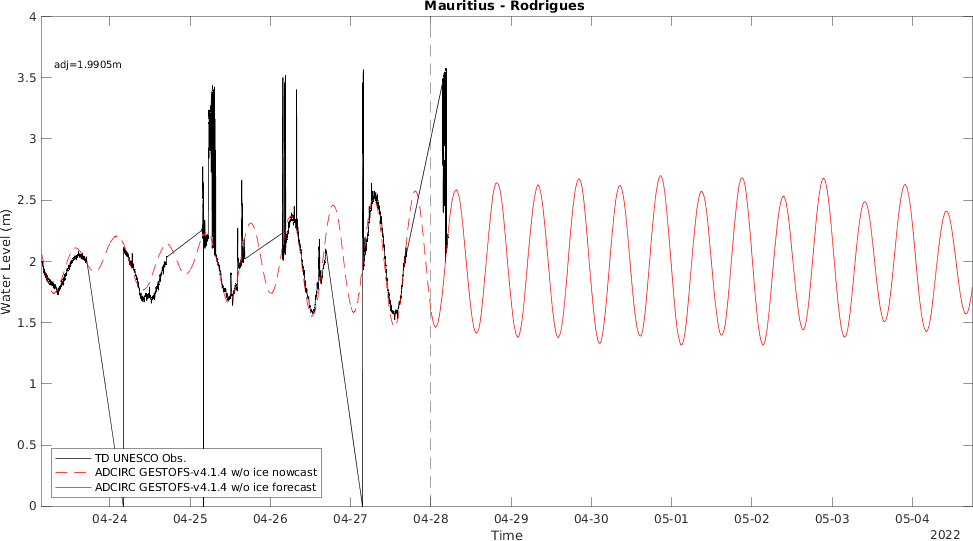 Mauritius - Rodrigues
adj=1.9905m
4
3.5
3
2.5
2
1.5
1
0.5
0
Water Level (m)
TD UNESCO Obs.
ADCIRC GESTOFS-v4.1.4 w/o ice nowcast
ADCIRC GESTOFS-v4.1.4 w/o ice forecast
04-24 04-25 04-26 04-27 04-28 04-29 04-30 05-01 05-02 05-03 05-04
Time
2022